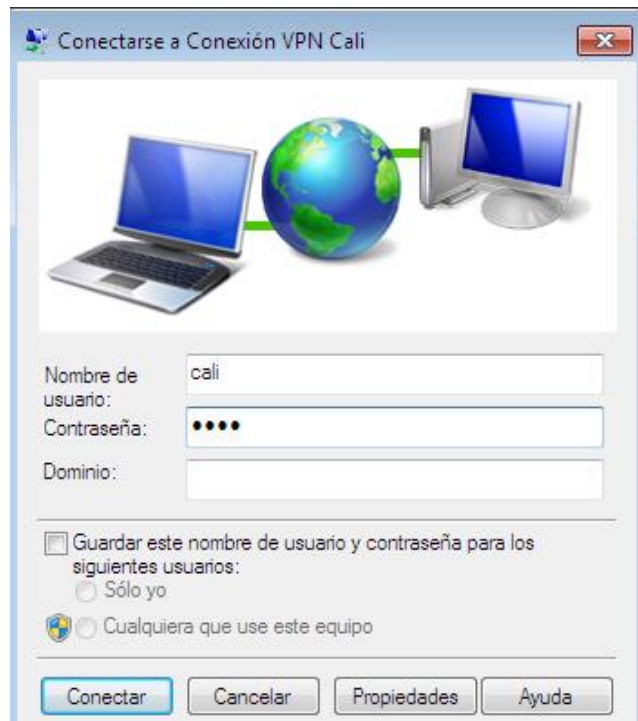 Conectarse a Conexión VPN Cali
Nombre de
usuario:
cali
Contraseña:
••••
Dominio:
Guardar este nombre de usuario y contraseña para los
siguientes usuarios:
Sólo yo
Cualquiera que use este equipo
Conectar Cancelar Propiedades Ayuda